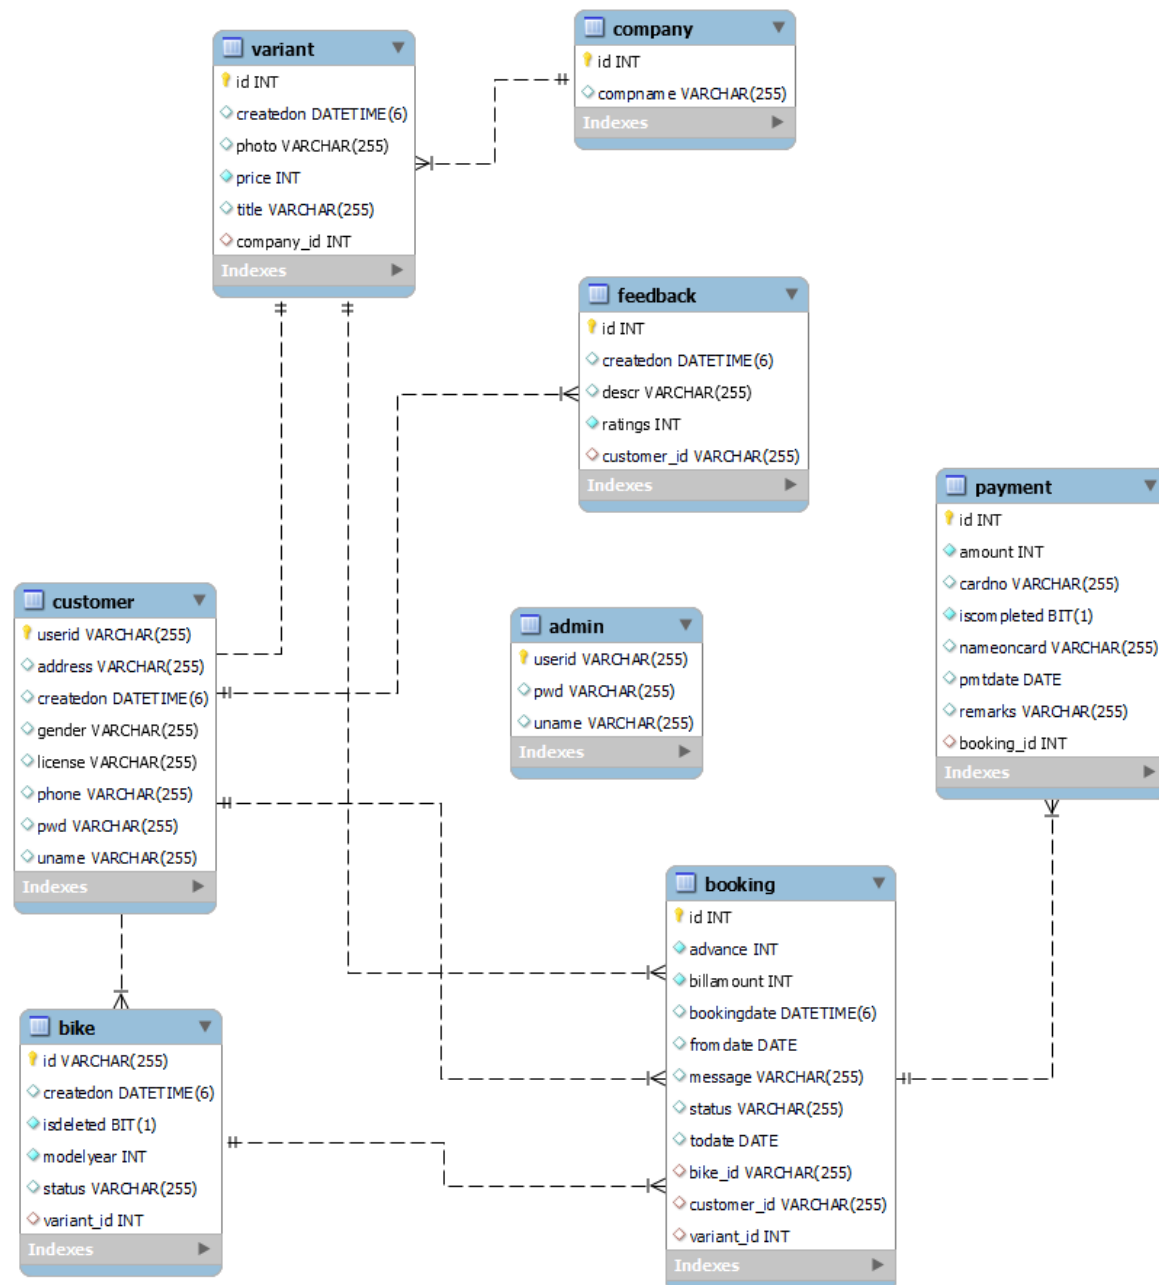 variant
id INT
createdon DATETIME(6)
photo VARCHAR(255)
price INT
title VARCHAR(255)
company_id INT
Indexes
company
id INT
compname VARCHAR(255)
Indexes
feedback
id INT
createdon DATETIME(6)
descr VARCHAR(255)
ratings INT
customer_id VARCHAR(255)
Indexes
payment
id INT
amount INT
cardno VARCHAR(255)
iscompleted BIT(1)
nameoncard VARCHAR(255)
pmtdate DATE
remarks VARCHAR(255)
booking_id INT
Indexes
customer
userid VARCHAR(255)
address VARCHAR(255)
createdon DATETIME(6)
gender VARCHAR(255)
license VARCHAR(255)
phone VARCHAR(255)
pwd VARCHAR(255)
uname VARCHAR(255)
Indexes
admin
userid VARCHAR(255)
pwd VARCHAR(255)
uname VARCHAR(255)
Indexes
booking
id INT
advance INT
billamount INT
bookingdate DATETIME(6)
fromdate DATE
message VARCHAR(255)
status VARCHAR(255)
todate DATE
bike_id VARCHAR(255)
customer_id VARCHAR(255)
variant_id INT
Indexes
bike
id VARCHAR(255)
createdon DATETIME(6)
isdeleted BIT(1)
modelyear INT
status VARCHAR(255)
variant_id INT
Indexes